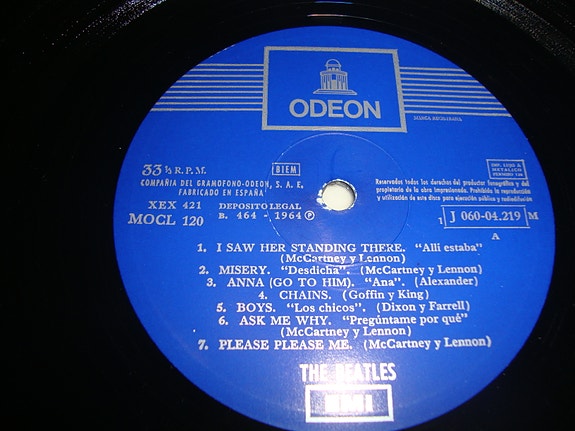 ODEON
MARCA REGISTRADA
33 ⅓ R. P. M.
BIEM
COMPAÑIA DEL GRAMOFONO-ODEON, S. A. E.
FABRICADO EN ESPAÑA
XEX 421
MOCL 120
DEPOSITO LEGAL
B. 464 - 1964 Ⓟ
Reservados todos los derechos del productor fonográfico y del
propietario de la obra impresionada. Prohibida la reproducción
y utilización de este disco para ejecución pública y radiodifusión
1 J 060-04.219 M
A
1. I SAW HER STANDING THERE. "Allí estaba"
(McCartney y Lennon)
2. MISERY. "Desdicha". (McCartney y Lennon)
3. ANNA (GO TO HIM). "Ana". (Alexander)
4. CHAINS. (Goffin y King)
5. BOYS. "Los chicos". (Dixon y Farrell)
6. ASK ME WHY. "Pregúntame por qué"
(McCartney y Lennon)
7. PLEASE PLEASE ME. (McCartney y Lennon)
THE BEATLES
EMI